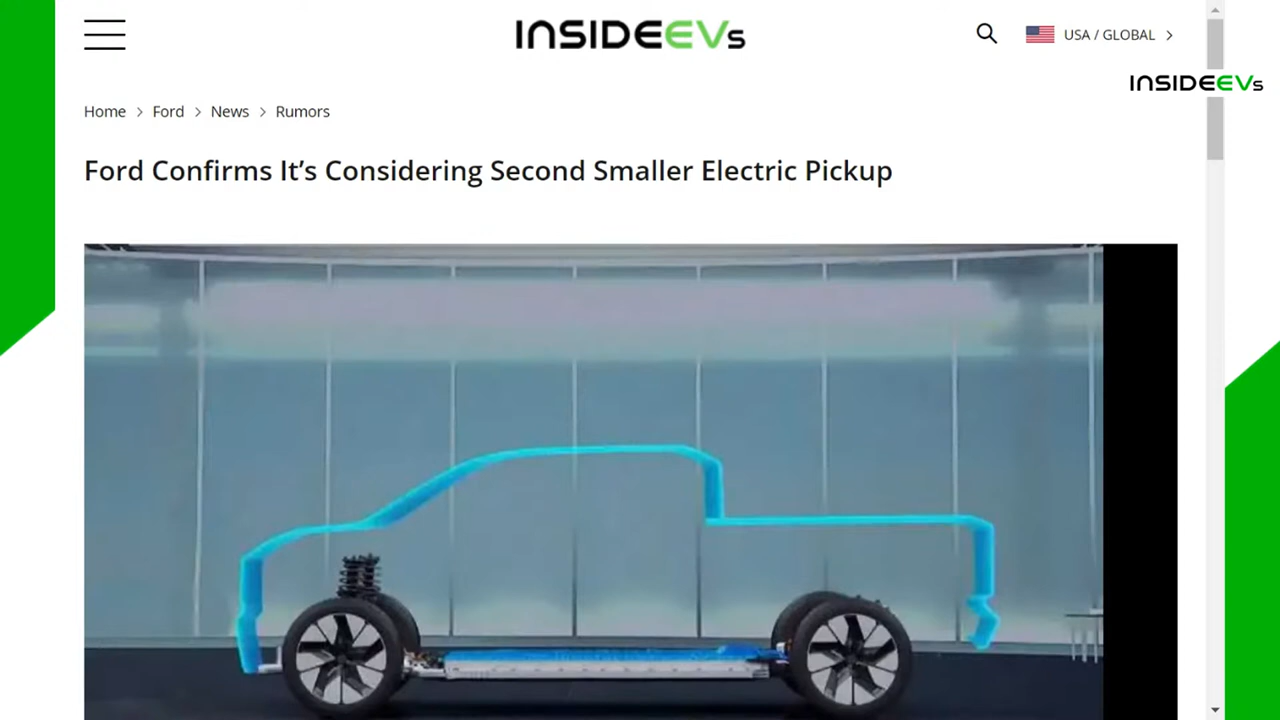 INSIDEEVs
USA / GLOBAL
INSIDEEVs
Home > Ford > News > Rumors
Ford Confirms It’s Considering Second Smaller Electric Pickup